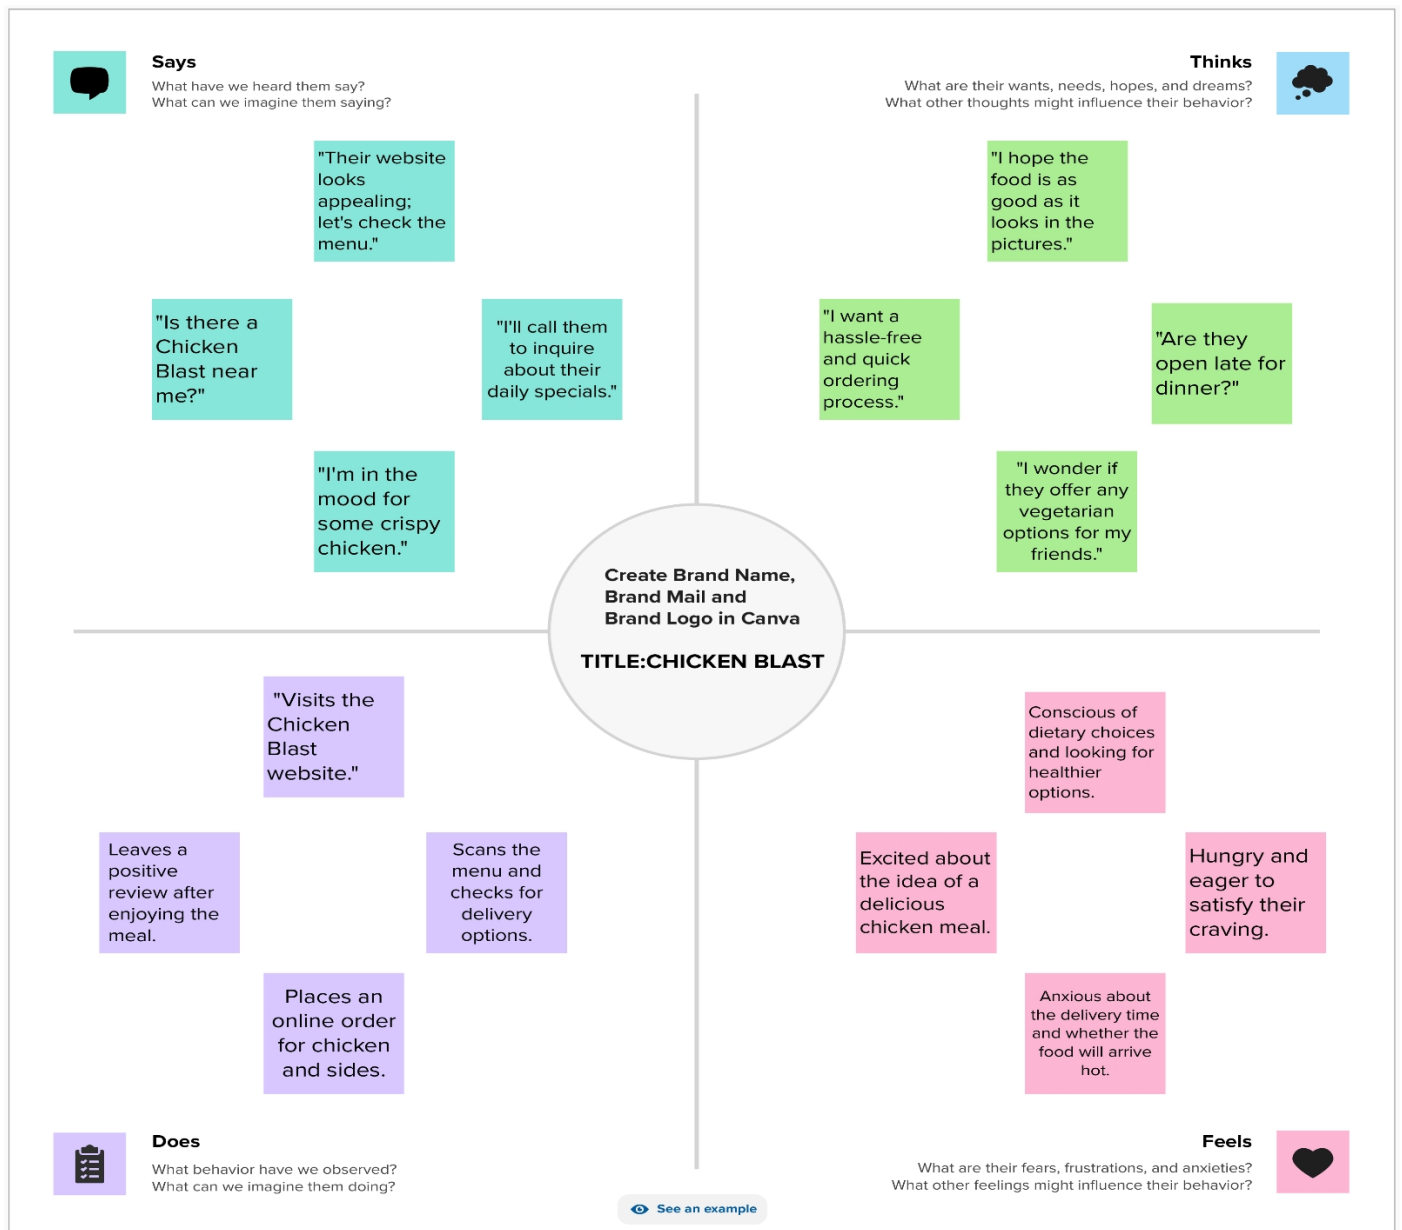 Says
What have we heard them say?
What can we imagine them saying?
"Their website
looks
appealing;
let's check the
menu."
"Is there a
Chicken
Blast near
me?"
"I'll call them
to inquire
about their
daily specials."
"I'm in the
mood for
some crispy
chicken."
Thinks
What are their wants, needs, hopes, and dreams?
What other thoughts might influence their behavior?
"I hope the
food is as
good as it
looks in the
pictures."
"I want a
hassle-free
and quick
ordering
process."
"Are they
open late for
dinner?"
"I wonder if
they offer any
vegetarian
options for my
friends."
Create Brand Name,
Brand Mail and
Brand Logo in Canva
TITLE:CHICKEN BLAST
"Visits the
Chicken
Blast
website."
Leaves a
positive
review after
enjoying the
meal.
Scans the
menu and
checks for
delivery
options.
Places an
online order
for chicken
and sides.
Does
What behavior have we observed?
What can we imagine them doing?
Conscious of
dietary choices
and looking for
healthier
options.
Excited about
the idea of a
delicious
chicken meal.
Hungry and
eager to
satisfy their
craving.
Anxious about
the delivery time
and whether the
food will arrive
hot.
Feels
What are their fears, frustrations, and anxieties?
What other feelings might influence their behavior?
See an example